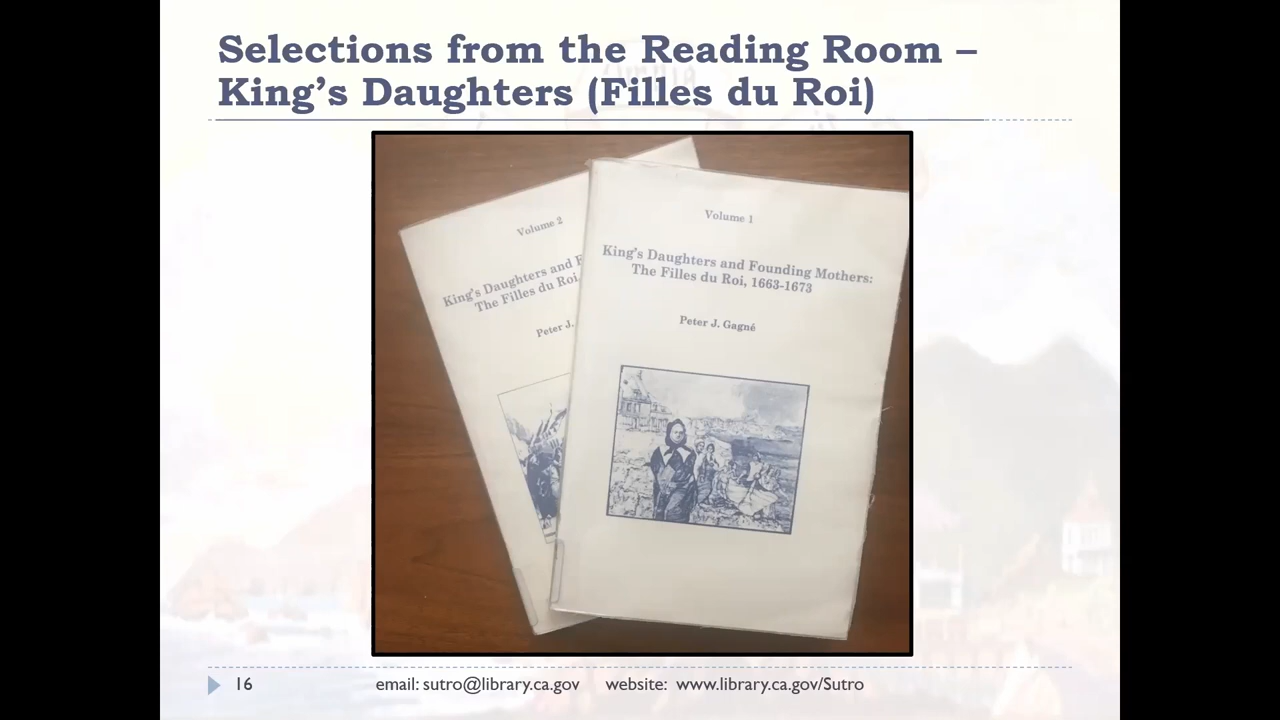 Selections from the Reading Room –
King's Daughters (Filles du Roi)
Volume 2
King's Daughters and F
The Filles du Roi,
Peter J.
Volume 1
King's Daughters and Founding Mothers:
The Filles du Roi, 1663-1673
Peter J. Gagné
16
email: sutro@library.ca.gov
website: www.library.ca.gov/Sutro